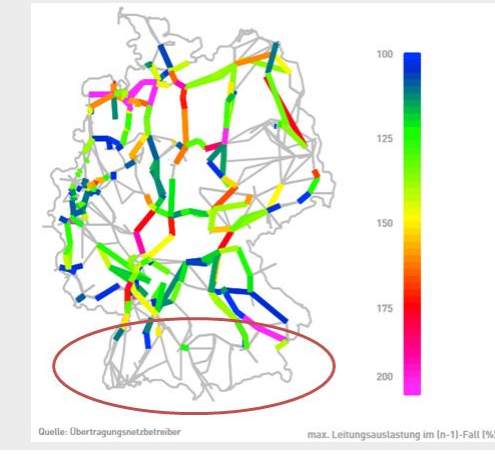 100
125
150
175
200
Quelle: Übertragungsnetzbetreiber
max. Leitungsauslastung im (n-1)-Fall (%)